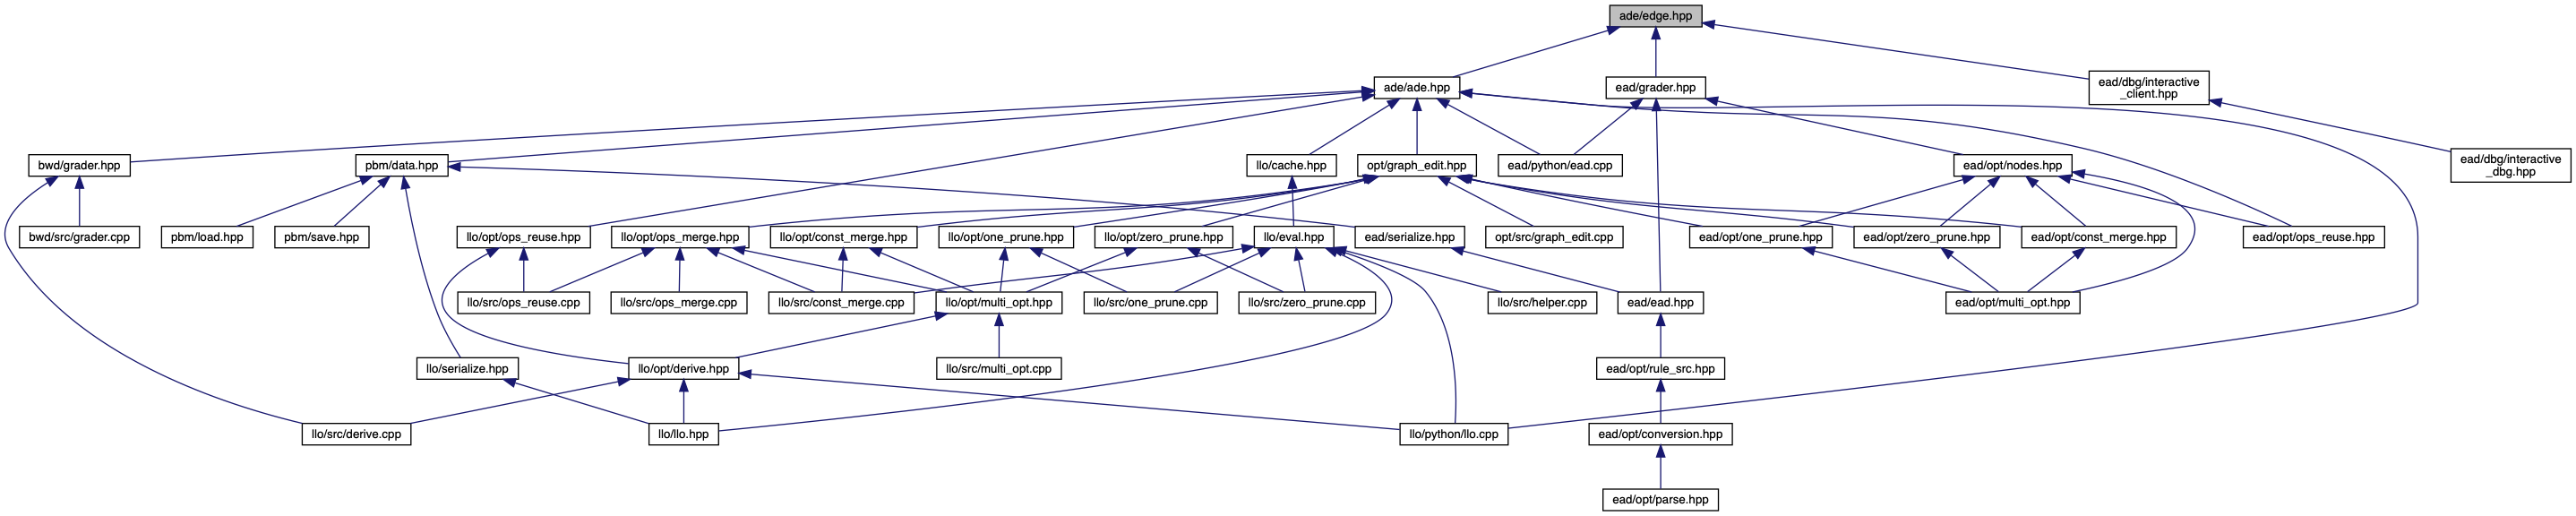 ade/edge.hpp
ade/ade.hpp
ead/grader.hpp
ead/dbg/interactive
_client.hpp
bwd/grader.hpp
pbm/data.hpp
llo/cache.hpp
opt/graph_edit.hpp
ead/python/ead.cpp
ead/opt/nodes.hpp
ead/dbg/interactive
_dbg.hpp
bwd/src/grader.cpp
pbm/load.hpp
pbm/save.hpp
llo/opt/ops_reuse.hpp
llo/opt/ops_merge.hpp
llo/opt/const_merge.hpp
llo/opt/one_prune.hpp
llo/opt/zero_prune.hpp
llo/eval.hpp
ead/serialize.hpp
opt/src/graph_edit.cpp
ead/opt/one_prune.hpp
ead/opt/zero_prune.hpp
ead/opt/const_merge.hpp
ead/opt/ops_reuse.hpp
llo/src/ops_reuse.cpp
llo/src/ops_merge.cpp
llo/src/const_merge.cpp
llo/opt/multi_opt.hpp
llo/src/one_prune.cpp
llo/src/zero_prune.cpp
llo/src/helper.cpp
ead/ead.hpp
ead/opt/multi_opt.hpp
llo/serialize.hpp
llo/opt/derive.hpp
llo/src/multi_opt.cpp
ead/opt/rule_src.hpp
llo/src/derive.cpp
llo/llo.hpp
llo/python/llo.cpp
ead/opt/conversion.hpp
ead/opt/parse.hpp